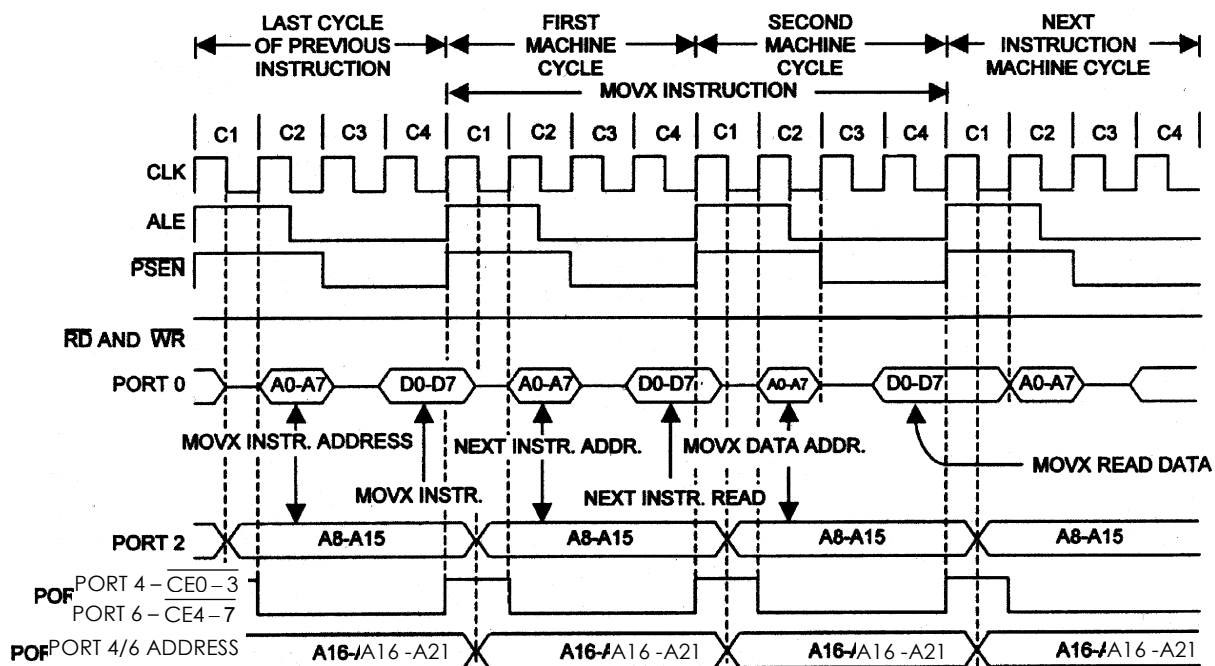 LAST CYCLE OF PREVIOUS INSTRUCTION
FIRST MACHINE CYCLE
SECOND MACHINE CYCLE
NEXT INSTRUCTION MACHINE CYCLE
MOVX INSTRUCTION
C1 C2 C3 C4 C1 C2 C3 C4 C1 C2 C3 C4 C1 C2 C3 C4
CLK
ALE
PSEN
RD AND WR
PORT 0 A0-A7 D0-D7 A0-A7 D0-D7 A0-A7 D0-D7 A0-A7
MOVX INSTR. ADDRESS NEXT INSTR. ADDR. MOVX DATA ADDR.
MOVX READ DATA
MOVX INSTR. NEXT INSTR. READ
PORT 2 A8-A15 A8-A15 A8-A15 A8-A15
PORT 4 – CE0 – 3
PORT 6 – CE4 – 7
PORT 4/6 ADDRESS A16 -A21 A16 -A21 A16 -A21 A16 -A21